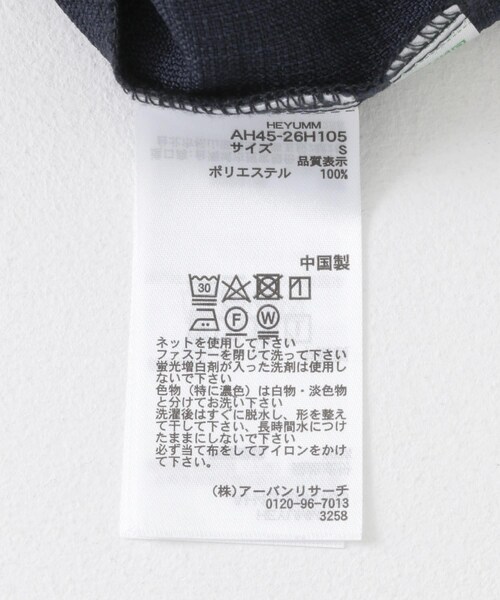 HEYUMM
AH45-26H105
サイズ S
品質表示
ポリエステル 100%
中国製
30
F W
ネットを使用して下さい
ファスナーを閉じて洗って下さい
蛍光増白剤が入った洗剤は使用し
ないで下さい
色物（特に濃色）は白物・淡色物
と分けてお洗い下さい
洗濯後はすぐに脱水し、形を整え
て干して下さい、長時間水につけ
たままにしないで下さい
必ず当て布をしてアイロンをかけ
て下さい。
（株）アーバンリサーチ
0120-96-7013
3258